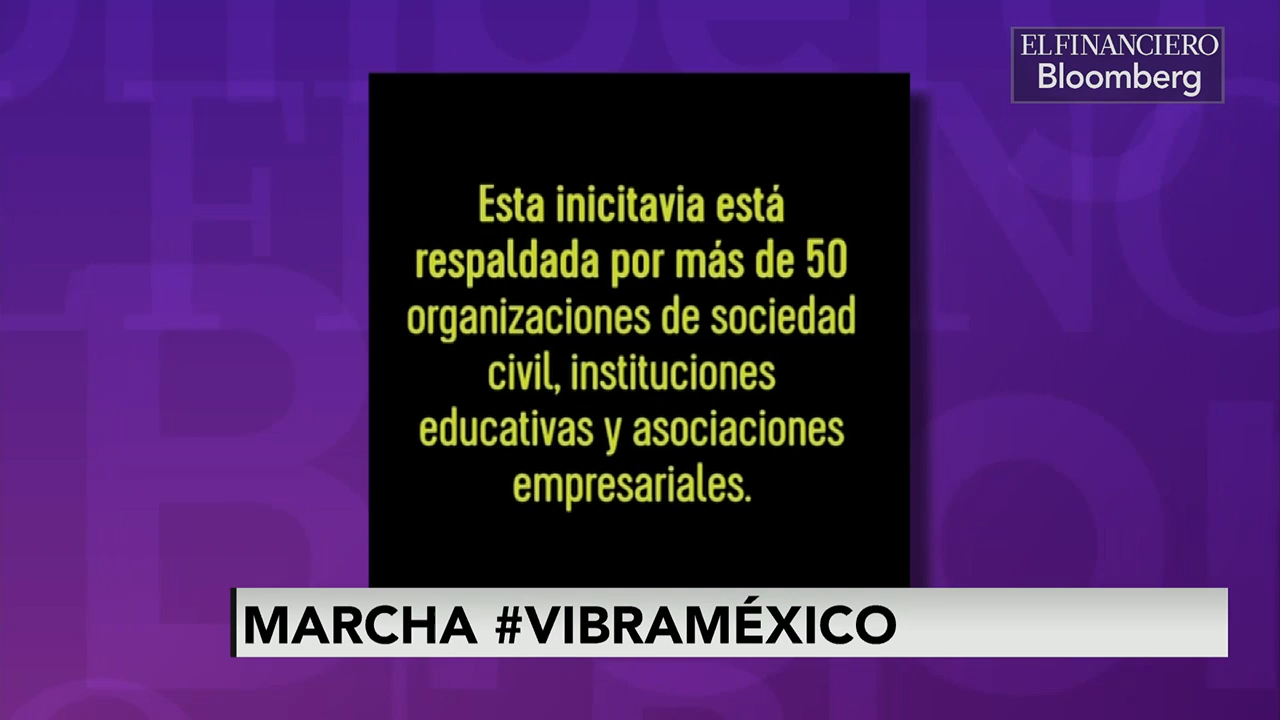 EL FINANCIERO
Bloomberg
Esta inicitavia está
respaldada por más de 50
organizaciones de sociedad
civil, instituciones
educativas y asociaciones
empresariales.
MARCHA #VIBRAMÉXICO